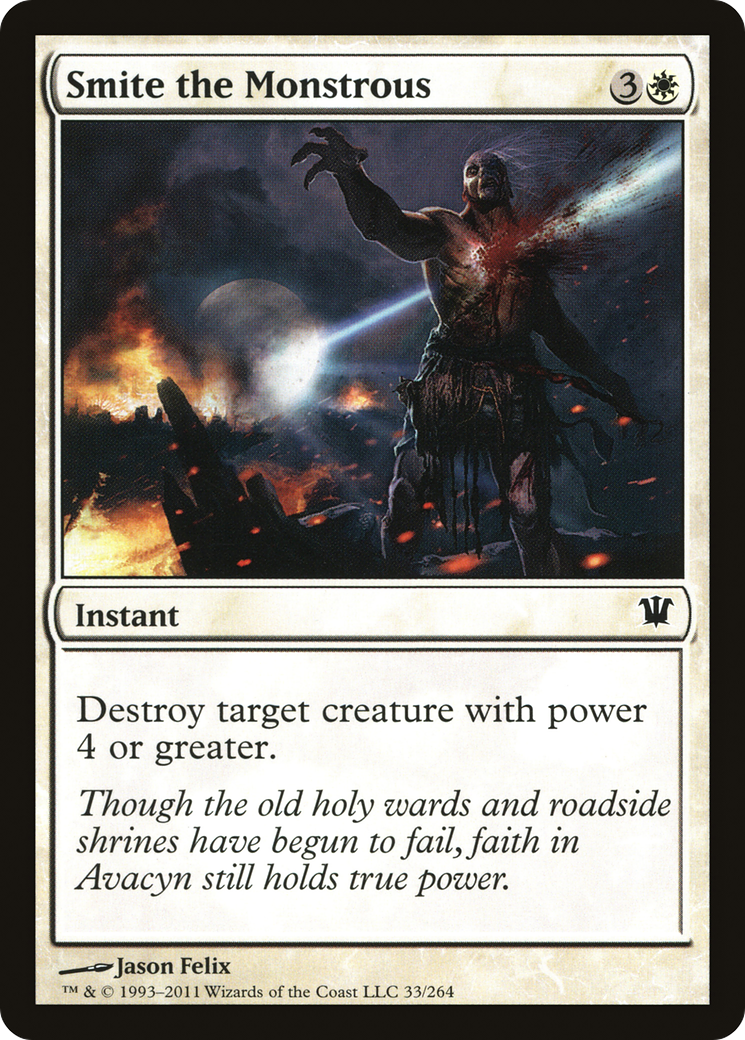 Smite the Monstrous 3
Instant
Destroy target creature with power
4 or greater.
Though the old holy wards and roadside
shrines have begun to fail, faith in
Avacyn still holds true power.
Jason Felix
™ & © 1993–2011 Wizards of the Coast LLC 33/264